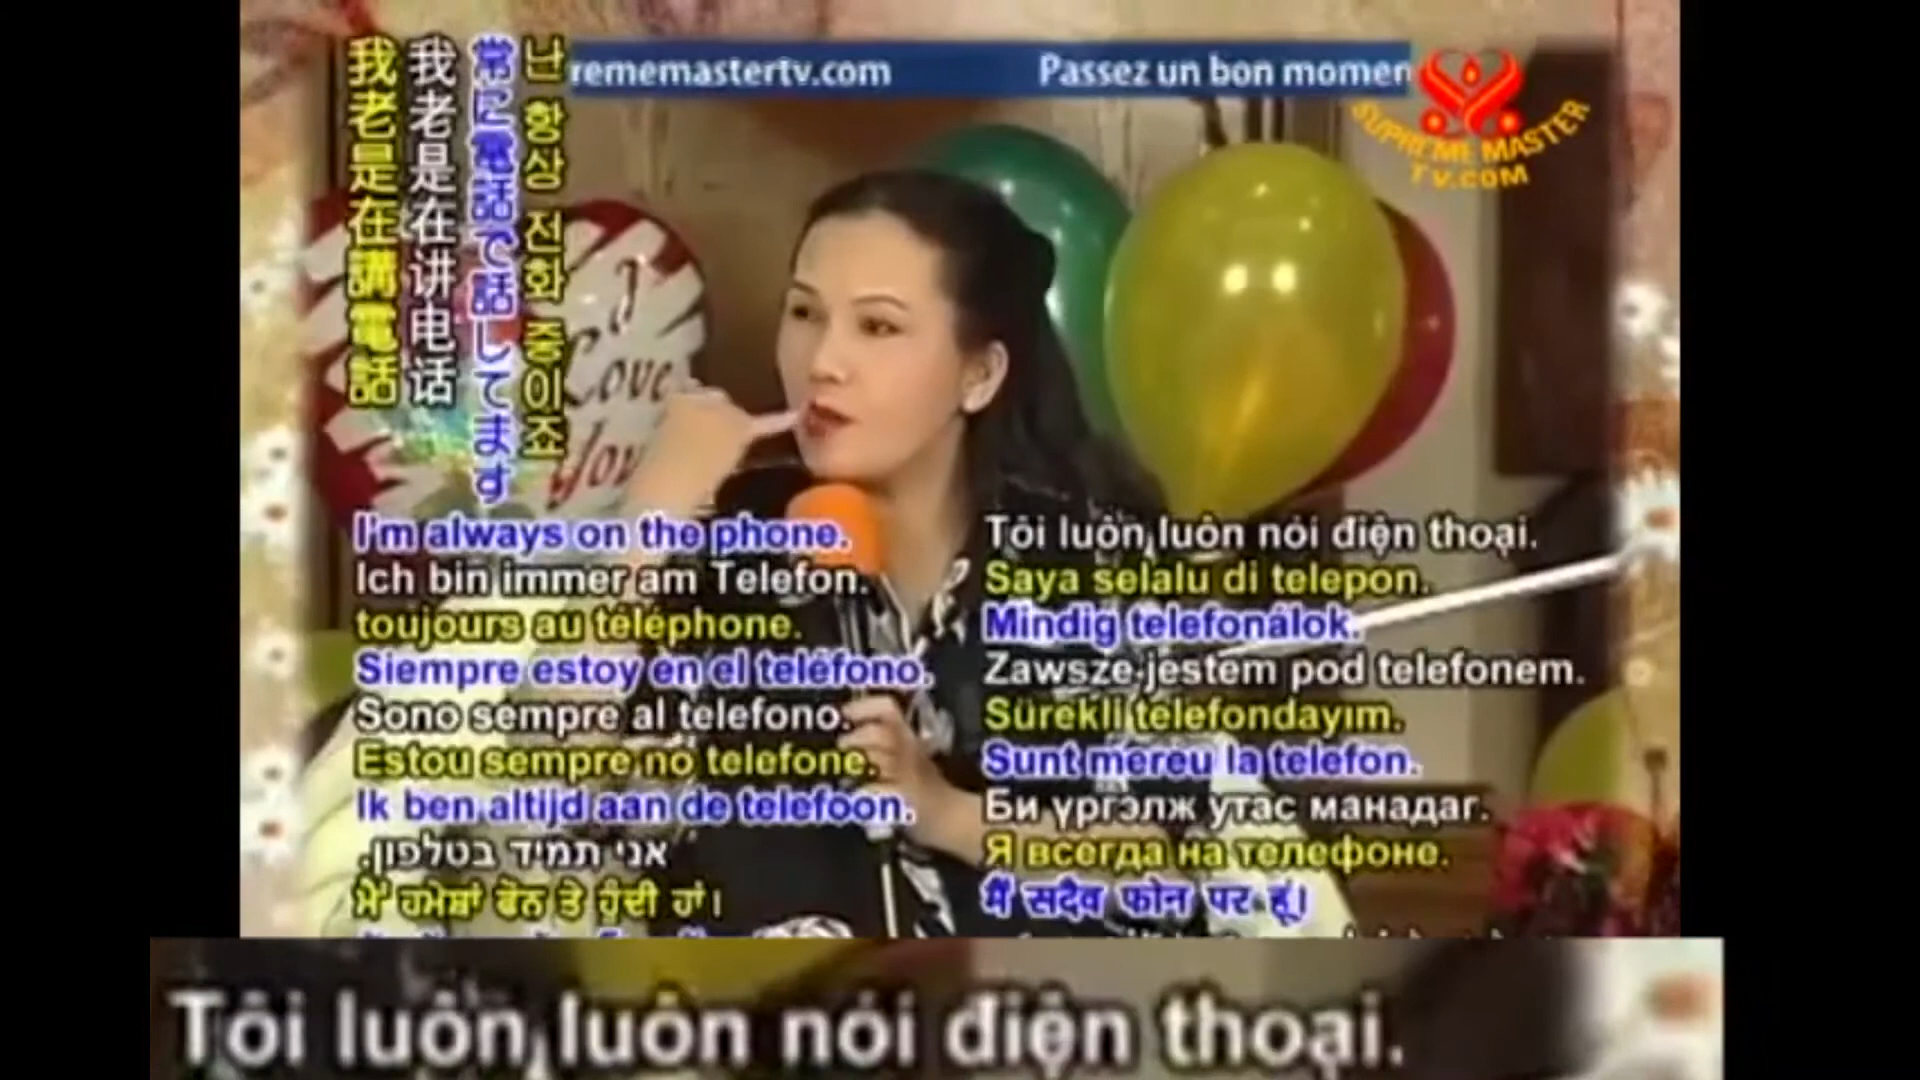 rememastertv.com
Passez un bon momen
SUPREME MASTER
TV.COM
난 항상 전화 중이죠
常に電話で話してます
我老是在讲电话
我老是在講電話
I Love You
I'm always on the phone.
Ich bin immer am Telefon.
toujours au téléphone.
Siempre estoy en el teléfono.
Sono sempre al telefono.
Estou sempre no telefone.
Ik ben altijd aan de telefoon.
אני תמיד בטלפון.
ਮੈਂ ਹਮੇਸ਼ਾਂ ਫੋਨ ਤੇ ਹੁੰਦੀ ਹਾਂ।
Tôi luôn luôn nói điện thoại.
Saya selalu di telepon.
Mindig telefonálok.
Zawsze jestem pod telefonem.
Sürekli telefondayım.
Sunt mereu la telefon.
Би үргэлж утас манадаг.
Я всегда на телефоне.
मैं सदैव फोन पर हूं।
Tôi luôn luôn nói điện thoại.